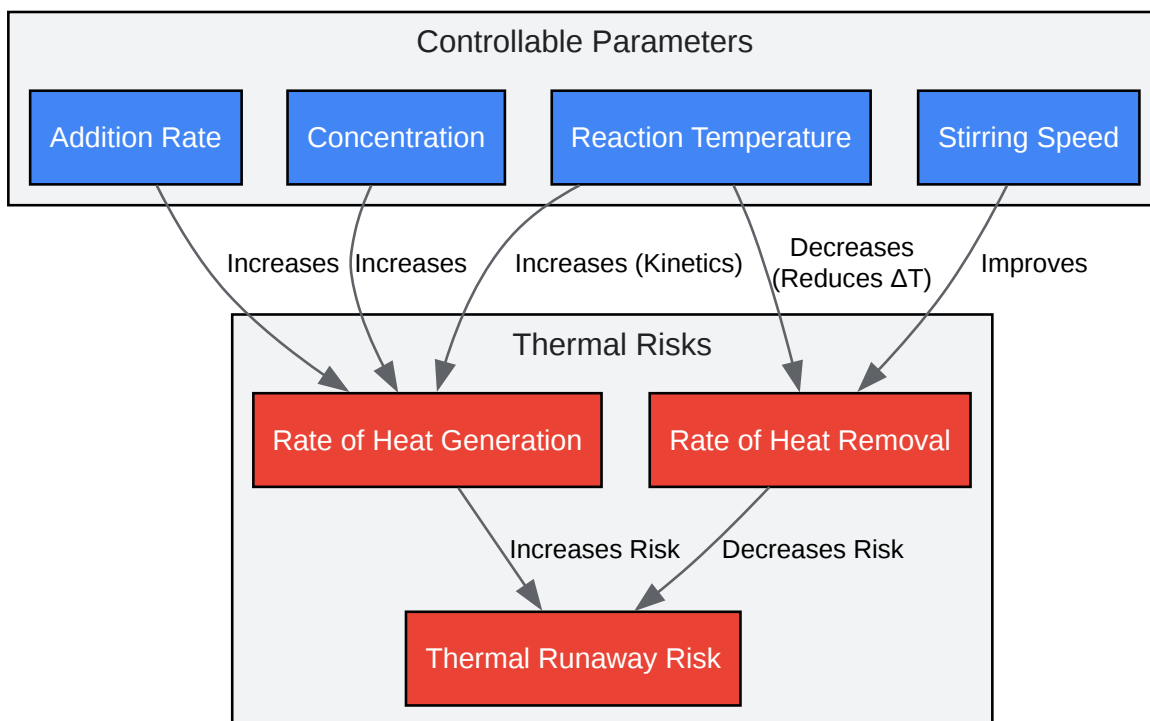 Controllable Parameters
Addition Rate
Concentration
Reaction Temperature
Stirring Speed
Increases
Increases
Increases (Kinetics)
Decreases
(Reduces ΔT)
Improves
Thermal Risks
Rate of Heat Generation
Rate of Heat Removal
Increases Risk
Decreases Risk
Thermal Runaway Risk